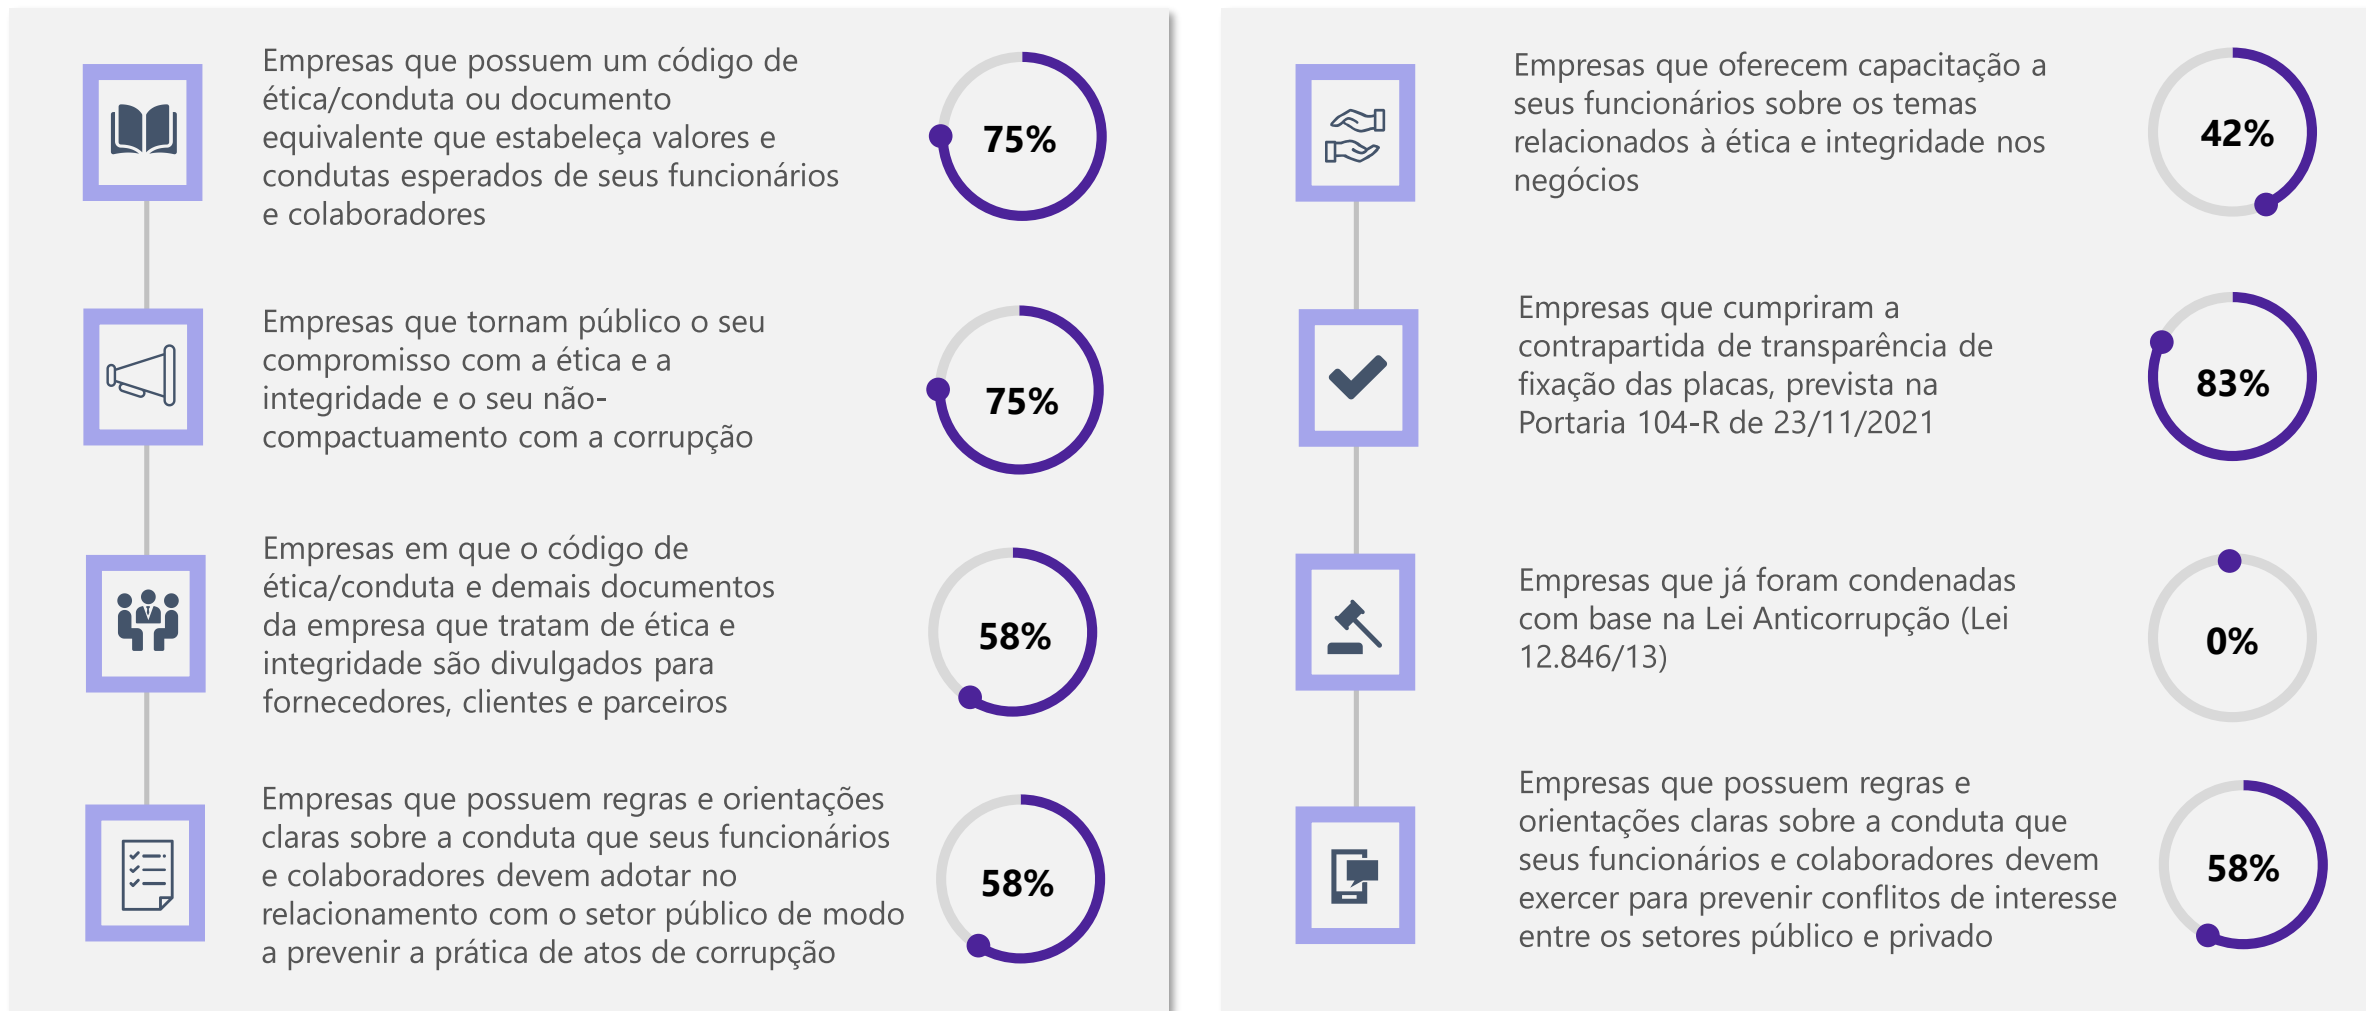 Empresas que possuem um código de
ética/conduta ou documento
equivalente que estabeleça valores e
condutas esperados de seus funcionários
e colaboradores
75%
Empresas que tornam público o seu
compromisso com a ética e a
integridade e o seu não-
compactuamento com a corrupção
75%
Empresas em que o código de
ética/conduta e demais documentos
da empresa que tratam de ética e
integridade são divulgados para
fornecedores, clientes e parceiros
58%
Empresas que possuem regras e orientações
claras sobre a conduta que seus funcionários
e colaboradores devem adotar no
relacionamento com o setor público de modo
a prevenir a prática de atos de corrupção
58%
Empresas que oferecem capacitação a
seus funcionários sobre os temas
relacionados à ética e integridade nos
negócios
42%
Empresas que cumpriram a
contrapartida de transparência de
fixação das placas, prevista na
Portaria 104-R de 23/11/2021
83%
Empresas que já foram condenadas
com base na Lei Anticorrupção (Lei
12.846/13)
0%
Empresas que possuem regras e
orientações claras sobre a conduta que
seus funcionários e colaboradores devem
exercer para prevenir conflitos de interesse
entre os setores público e privado
58%